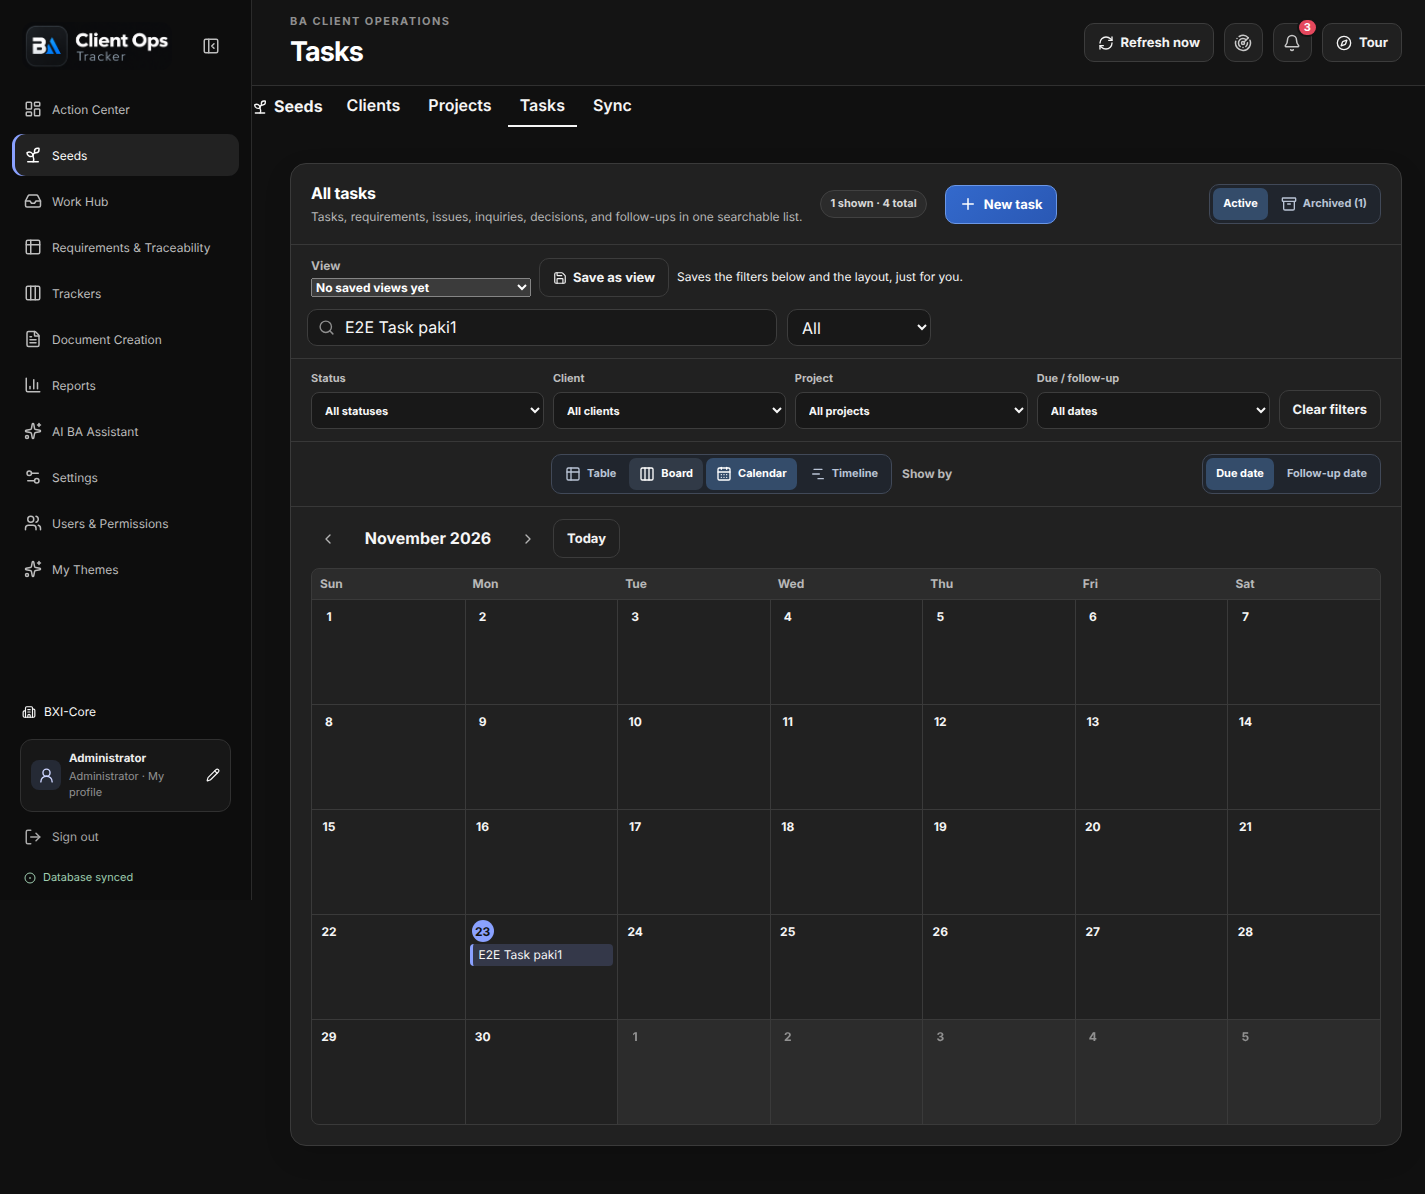 BA Client Ops
Tracker
Action Center
Seeds
Work Hub
Requirements & Traceability
Trackers
Document Creation
Reports
AI BA Assistant
Settings
Users & Permissions
My Themes
BXI-Core
Administrator
Administrator · My
profile
Sign out
Database synced
BA CLIENT OPERATIONS
Tasks
Refresh now
3
Tour
Seeds Clients Projects Tasks Sync
All tasks
Tasks, requirements, issues, inquiries, decisions, and follow-ups in one searchable list.
1 shown · 4 total
New task
Active Archived (1)
View
No saved views yet
Save as view
Saves the filters below and the layout, just for you.
E2E Task paki1
All
Status Client Project Due / follow-up
All statuses All clients All projects All dates Clear filters
Table Board Calendar Timeline Show by Due date Follow-up date
November 2026 Today
Sun Mon Tue Wed Thu Fri Sat
1 2 3 4 5 6 7
8 9 10 11 12 13 14
15 16 17 18 19 20 21
22 23 24 25 26 27 28
E2E Task paki1
29 30 1 2 3 4 5